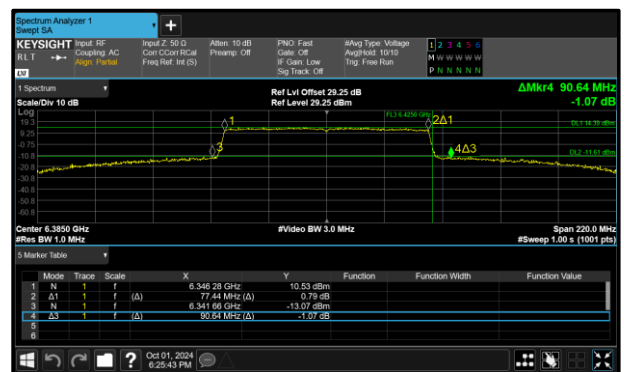 Spectrum Analyzer 1
Swept SA
+
KEYSIGHT Input: RF Input Z: 50 Ω Atten: 10 dB PNO: Fast #Avg Type: Voltage 1 2 3 4 5 6
RLT Coupling: AC Corr CCorr RCal Preamp: Off Gate: Off Avg|Hold: 10/10 M W W W W W
Align: Partial Freq Ref: Int (S) IF Gain: Low Trig: Free Run
LXI Sig Track: Off P N N N N N
1 Spectrum Ref Lvl Offset 29.25 dB ΔMkr4 90.64 MHz
Scale/Div 10 dB Ref Level 29.25 dBm -1.07 dB
Log
19.3 FL3 6.4250 GHz 2Δ1 DL1 14.39 dBm
1
9.25
-0.75
-10.8 3 4Δ3 DL2 -11.61 dBm
-20.8
-30.8
-40.8
-50.8
-60.8
Center 6.3850 GHz #Video BW 3.0 MHz Span 220.0 MHz
#Res BW 1.0 MHz #Sweep 1.00 s (1001 pts)
5 Marker Table
Mode Trace Scale X Y Function Function Width Function Value
1 N 1 f 6.346 28 GHz 10.53 dBm
2 Δ1 1 f (Δ) 77.44 MHz (Δ) 0.79 dB
3 N 1 f 6.341 66 GHz -13.07 dBm
4 Δ3 1 f (Δ) 90.64 MHz (Δ) -1.07 dB
5
6
? Oct 01, 2024
6:25:43 PM